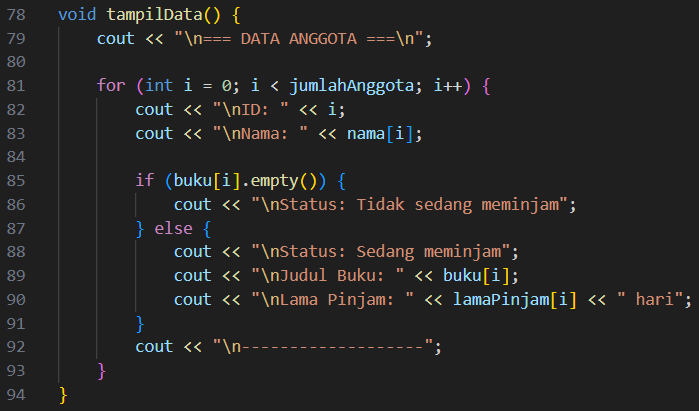 78 void tampilData() {
79     cout << "\n=== DATA ANGGOTA ===\n";
80
81     for (int i = 0; i < jumlahAnggota; i++) {
82         cout << "\nID: " << i;
83         cout << "\nNama: " << nama[i];
84
85         if (buku[i].empty()) {
86             cout << "\nStatus: Tidak sedang meminjam";
87         } else {
88             cout << "\nStatus: Sedang meminjam";
89             cout << "\nJudul Buku: " << buku[i];
90             cout << "\nLama Pinjam: " << lamaPinjam[i] << " hari";
91         }
92         cout << "\n-------------------";
93     }
94 }